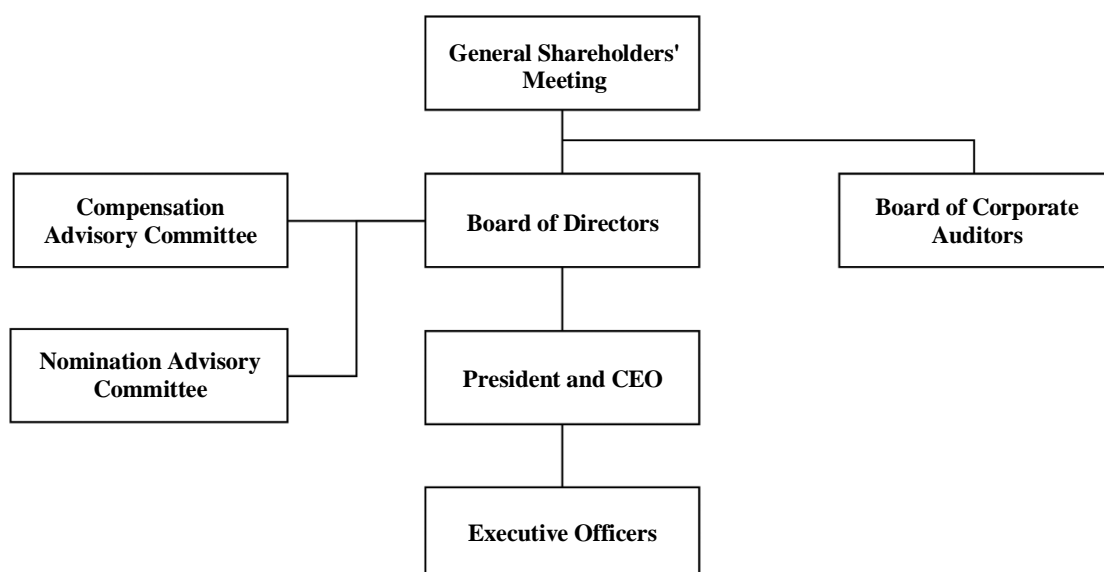 General Shareholders'
Meeting
Compensation
Advisory Committee
Board of Directors
Board of Corporate
Auditors
Nomination Advisory
Committee
President and CEO
Executive Officers